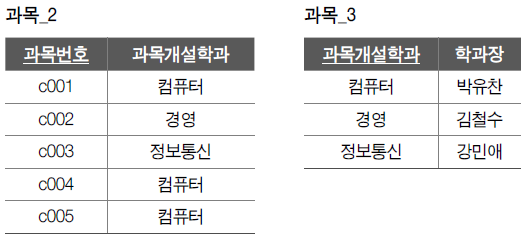 과목_2
과목번호 과목개설학과
c001 컴퓨터
c002 경영
c003 정보통신
c004 컴퓨터
c005 컴퓨터
과목_3
과목개설학과 학과장
컴퓨터 박유찬
경영 김철수
정보통신 강민애